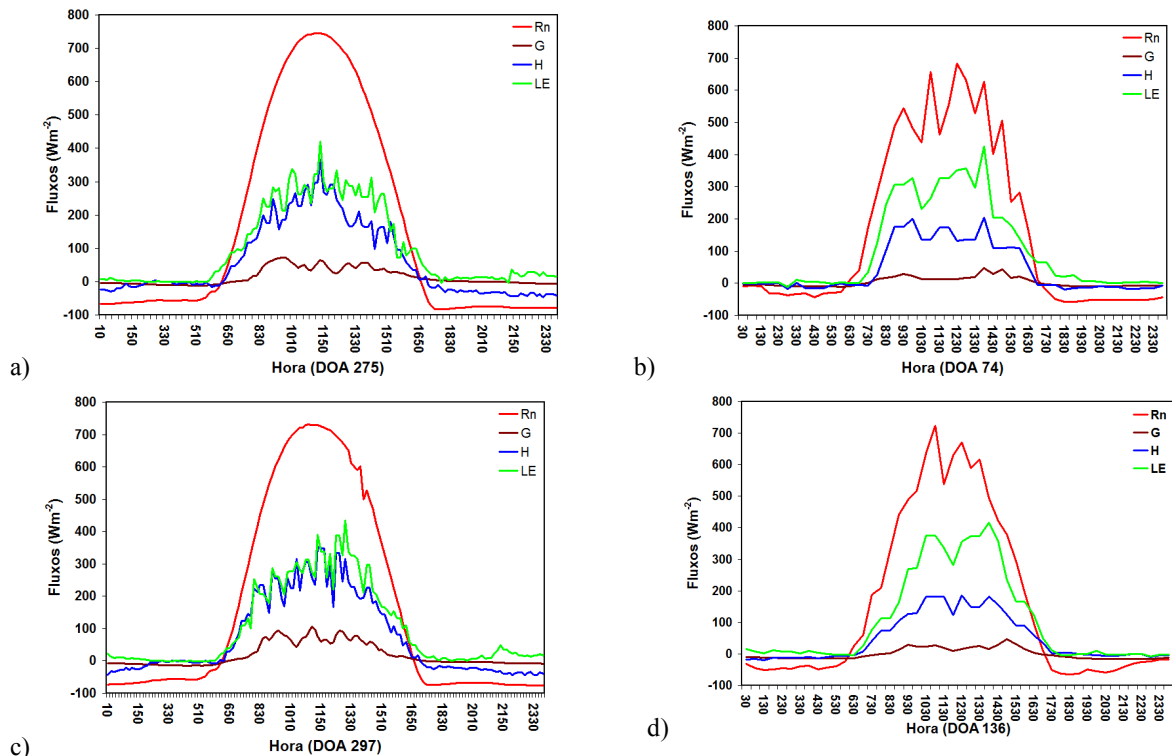 a)
800
700
600
500
400
300
200
100
0
-100
Fluxos (Wm-2)
Rn
G
H
LE
10 150 330 510 650 830 1010 1150 1330 1510 1650 1830 2010 2150 2330
Hora (DOA 275)
b)
800
700
600
500
400
300
200
100
0
-100
Fluxos (Wm-2)
Rn
G
H
LE
30 130 230 330 430 530 630 730 830 930 1030 1130 1230 1330 1430 1530 1630 1730 1830 1930 2030 2130 2230 2330
Hora (DOA 74)
c)
800
700
600
500
400
300
200
100
0
-100
Fluxos (Wm-2)
Rn
G
H
LE
10 150 330 510 650 830 1010 1150 1330 1510 1650 1830 2010 2150 2330
Hora (DOA 297)
d)
800
700
600
500
400
300
200
100
0
-100
Fluxos (Wm-2)
Rn
G
H
LE
30 130 230 330 430 530 630 730 830 930 1030 1130 1230 1330 1430 1530 1630 1730 1830 1930 2030 2130 2230 2330
Hora (DOA 136)